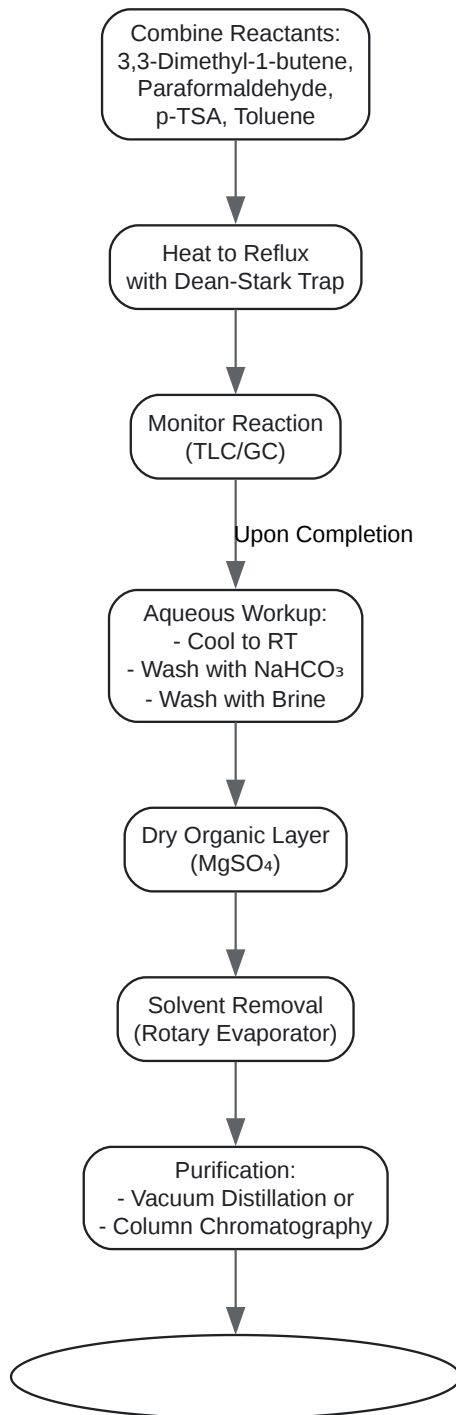 Combine Reactants:
3,3-Dimethyl-1-butene,
Paraformaldehyde,
p-TSA, Toluene
Heat to Reflux
with Dean-Stark Trap
Monitor Reaction
(TLC/GC)
Upon Completion
Aqueous Workup:
- Cool to RT
- Wash with NaHCO₃
- Wash with Brine
Dry Organic Layer
(MgSO₄)
Solvent Removal
(Rotary Evaporator)
Purification:
- Vacuum Distillation or
- Column Chromatography